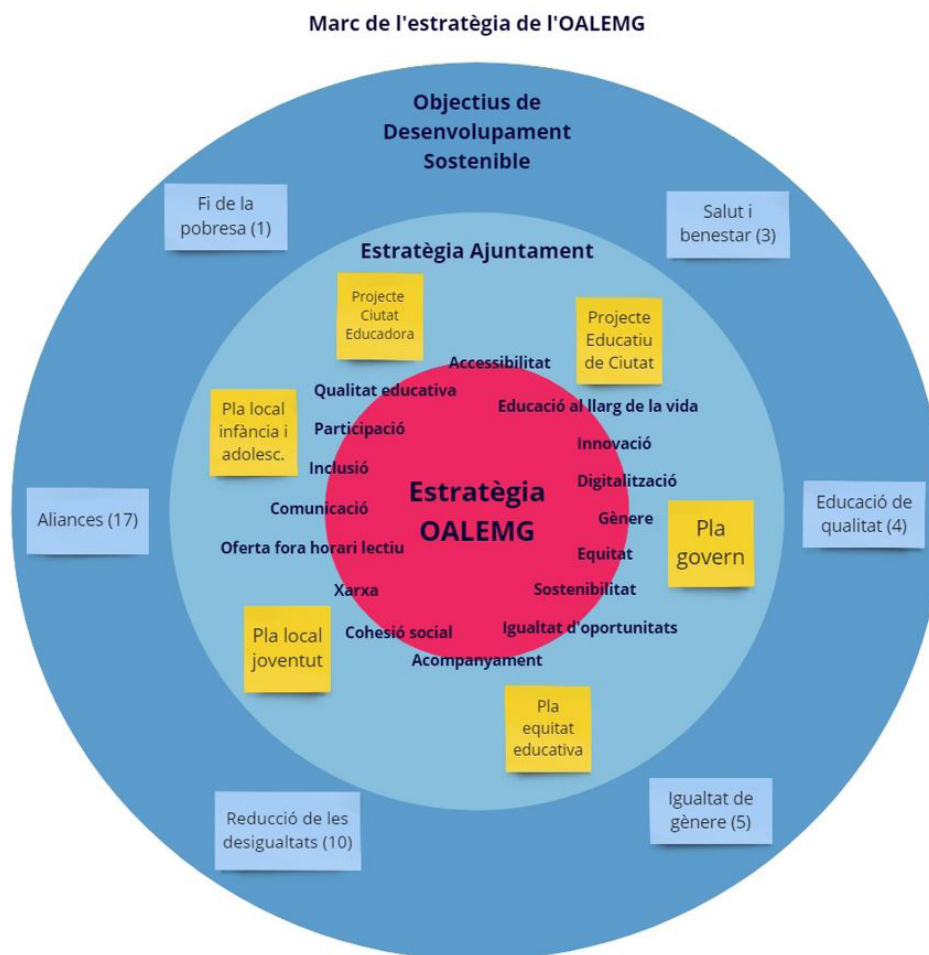 Marc de l'estratègia de l'OALEMG
Objectius de
Desenvolupament
Sostenible
Fi de la
pobresa (1)
Salut i
benestar (3)
Estratègia Ajuntament
Projecte
Ciutat
Educadora
Projecte
Educatiu
de Ciutat
Accessibilitat
Qualitat educativa
Educació al llarg de la vida
Pla local
infància i
adolesc.
Participació
Innovació
Inclusió
Digitalització
Aliances (17)
Comunicació
Estratègia
OALEMG
Gènere
Pla
govern
Educació de
qualitat (4)
Oferta fora horari lectiu
Equitat
Xarxa
Sostenibilitat
Pla local
joventut
Cohesió social
Igualtat d'oportunitats
Acompanyament
Pla
equitat
educativa
Reducció de les
desigualtats (10)
Igualtat de
gènere (5)